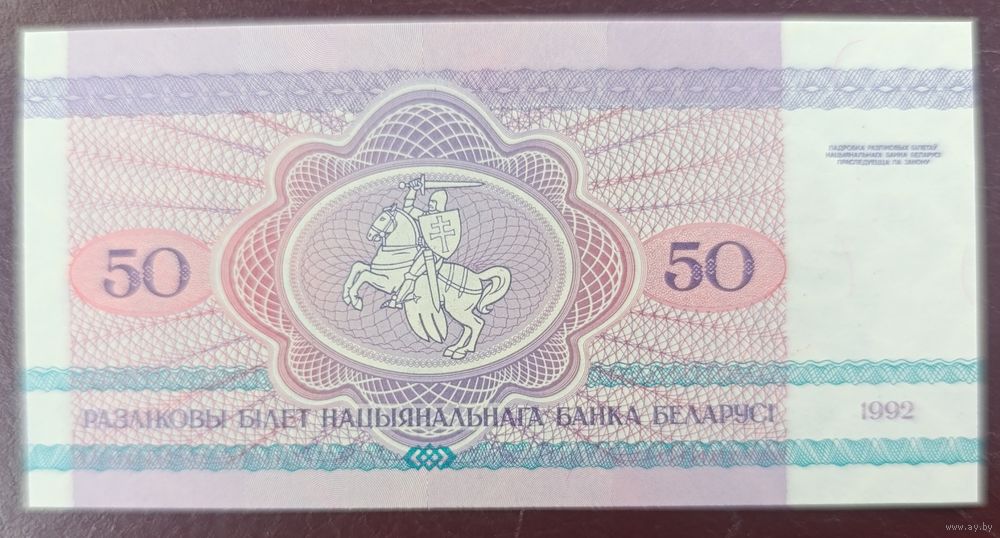 ПАДРОБКА РАЗЛІКОВЫХ БІЛЕТАЎ
НАЦЫЯНАЛЬНАГА БАНКА БЕЛАРУСІ
ПРАСЛЕДУЕЦЦА ПА ЗАКОНУ
50
50
РАЗЛІКОВЫ БІЛЕТ НАЦЫЯНАЛЬНАГА БАНКА БЕЛАРУСІ
1992
www.ay.by